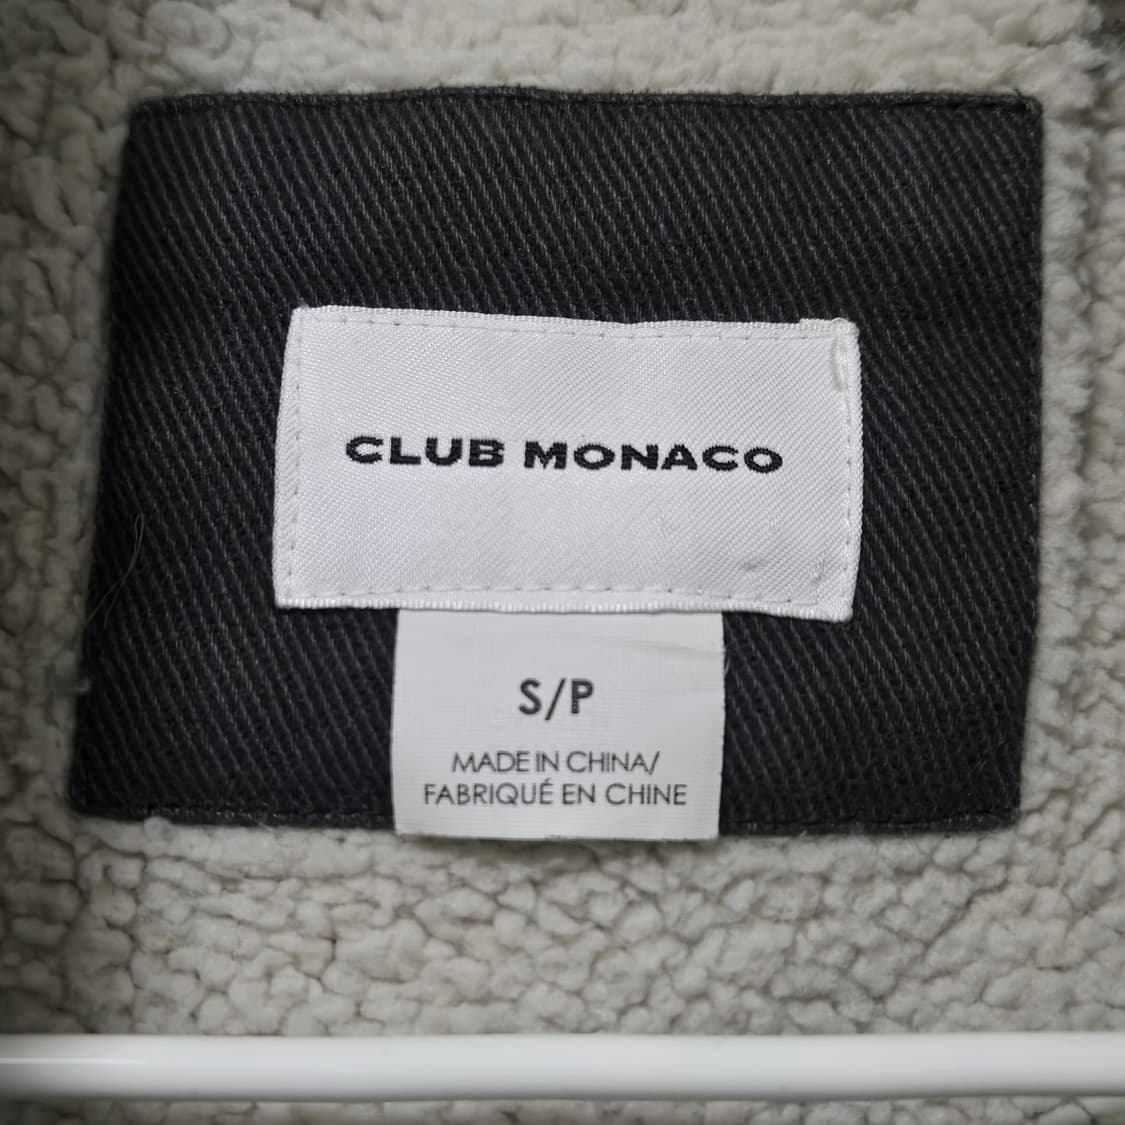 CLUB MONACO
S/P
MADE IN CHINA/
FABRIQUÉ EN CHINE